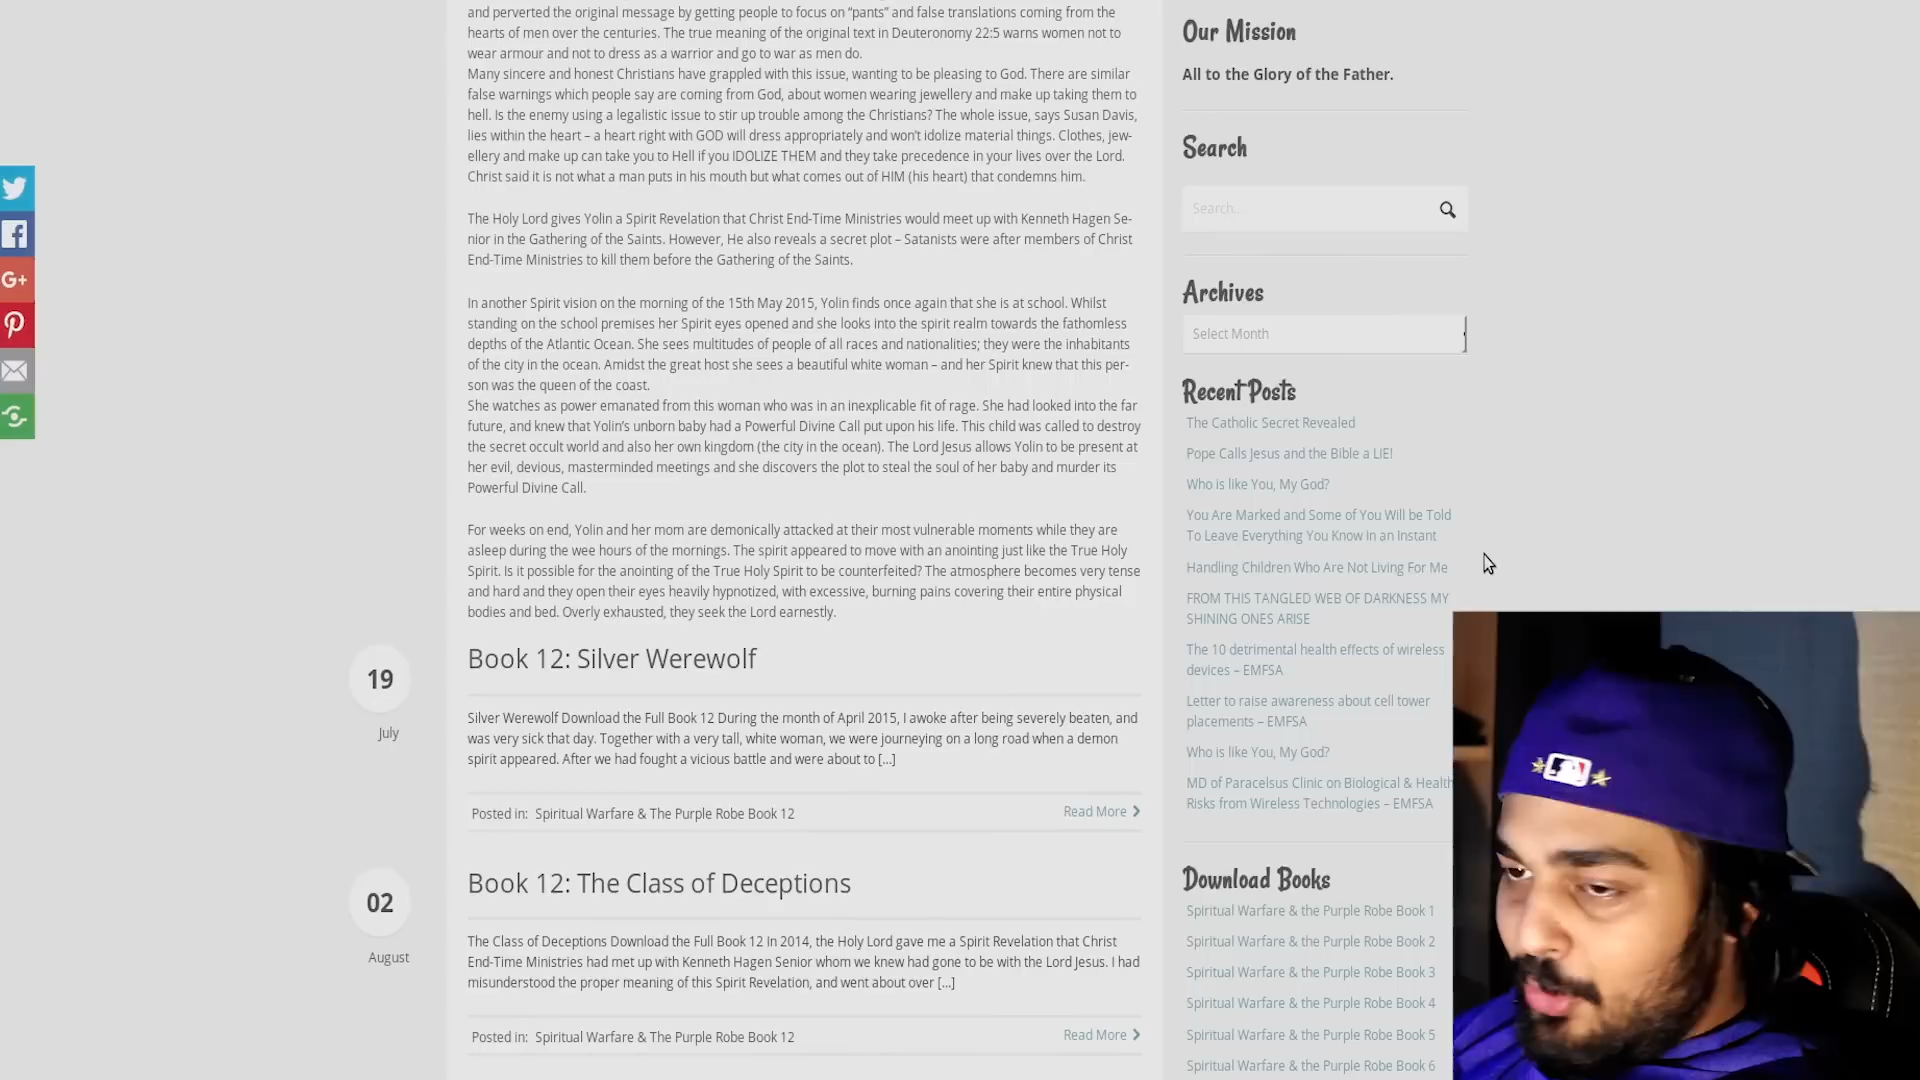 and perverted the original message by getting people to focus on “pants” and false translations coming from the
hearts of men over the centuries. The true meaning of the original text in Deuteronomy 22:5 warns women not to
wear armour and not to dress as a warrior and go to war as men do.
Many sincere and honest Christians have grappled with this issue, wanting to be pleasing to God. There are similar
false warnings which people say are coming from God, about women wearing jewellery and make up taking them to
hell. Is the enemy using a legalistic issue to stir up trouble among the Christians? The whole issue, says Susan Davis,
lies within the heart – a heart right with GOD will dress appropriately and won’t idolize material things. Clothes, jew-
ellery and make up can take you to Hell if you IDOLIZE THEM and they take precedence in your lives over the Lord.
Christ said it is not what a man puts in his mouth but what comes out of HIM (his heart) that condemns him.
The Holy Lord gives Yolin a Spirit Revelation that Christ End-Time Ministries would meet up with Kenneth Hagen Se-
nior in the Gathering of the Saints. However, He also reveals a secret plot – Satanists were after members of Christ
End-Time Ministries to kill them before the Gathering of the Saints.
In another Spirit vision on the morning of the 15th May 2015, Yolin finds once again that she is at school. Whilst
standing on the school premises her Spirit eyes opened and she looks into the spirit realm towards the fathomless
depths of the Atlantic Ocean. She sees multitudes of people of all races and nationalities; they were the inhabitants
of the city in the ocean. Amidst the great host she sees a beautiful white woman – and her Spirit knew that this per-
son was the queen of the coast.
She watches as power emanated from this woman who was in an inexplicable fit of rage. She had looked into the far
future, and knew that Yolin’s unborn baby had a Powerful Divine Call put upon his life. This child was called to destroy
the secret occult world and also her own kingdom (the city in the ocean). The Lord Jesus allows Yolin to be present at
her evil, devious, masterminded meetings and she discovers the plot to steal the soul of her baby and murder its
Powerful Divine Call.
For weeks on end, Yolin and her mom are demonically attacked at their most vulnerable moments while they are
asleep during the wee hours of the mornings. The spirit appeared to move with an anointing just like the True Holy
Spirit. Is it possible for the anointing of the True Holy Spirit to be counterfeited? The atmosphere becomes very tense
and hard and they open their eyes heavily hypnotized, with excessive, burning pains covering their entire physical
bodies and bed. Overly exhausted, they seek the Lord earnestly.
19
July
Book 12: Silver Werewolf
Silver Werewolf Download the Full Book 12 During the month of April 2015, I awoke after being severely beaten, and
was very sick that day. Together with a very tall, white woman, we were journeying on a long road when a demon
spirit appeared. After we had fought a vicious battle and were about to [...]
Posted in: Spiritual Warfare & The Purple Robe Book 12
Read More
02
August
Book 12: The Class of Deceptions
The Class of Deceptions Download the Full Book 12 In 2014, the Holy Lord gave me a Spirit Revelation that Christ
End-Time Ministries had met up with Kenneth Hagen Senior whom we knew had gone to be with the Lord Jesus. I had
misunderstood the proper meaning of this Spirit Revelation, and went about over [...]
Posted in: Spiritual Warfare & The Purple Robe Book 12
Read More
Our Mission
All to the Glory of the Father.
Search
Search..
Archives
Select Month
Recent Posts
The Catholic Secret Revealed
Pope Calls Jesus and the Bible a LIE!
Who is like You, My God?
You Are Marked and Some of You Will be Told
To Leave Everything You Know In an Instant
Handling Children Who Are Not Living For Me
FROM THIS TANGLED WEB OF DARKNESS MY
SHINING ONES ARISE
The 10 detrimental health effects of wireless
devices – EMFSA
Letter to raise awareness about cell tower
placements – EMFSA
Who is like You, My God?
MD of Paracelsus Clinic on Biological & Health
Risks from Wireless Technologies – EMFSA
Download Books
Spiritual Warfare & the Purple Robe Book 1
Spiritual Warfare & the Purple Robe Book 2
Spiritual Warfare & the Purple Robe Book 3
Spiritual Warfare & the Purple Robe Book 4
Spiritual Warfare & the Purple Robe Book 5
Spiritual Warfare & the Purple Robe Book 6
G+